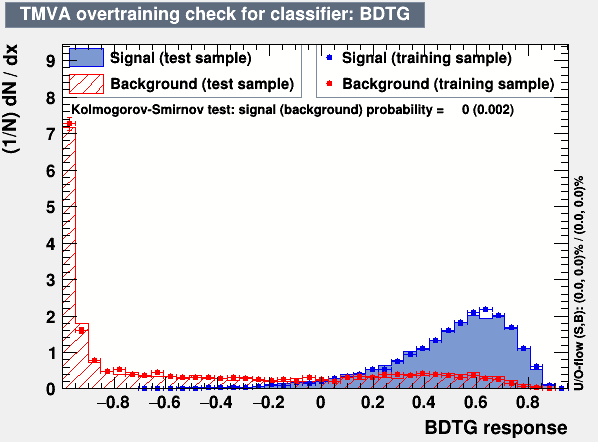 TMVA overtraining check for classifier: BDTG
(1/N) dN / dx
Signal (test sample)
Signal (training sample)
Background (test sample)
Background (training sample)
Kolmogorov-Smirnov test: signal (background) probability = 0 (0.002)
9
8
7
6
5
4
3
2
1
0
−0.8 −0.6 −0.4 −0.2 0 0.2 0.4 0.6 0.8
BDTG response
U/O-flow (S,B): (0.0, 0.0)% / (0.0, 0.0)%